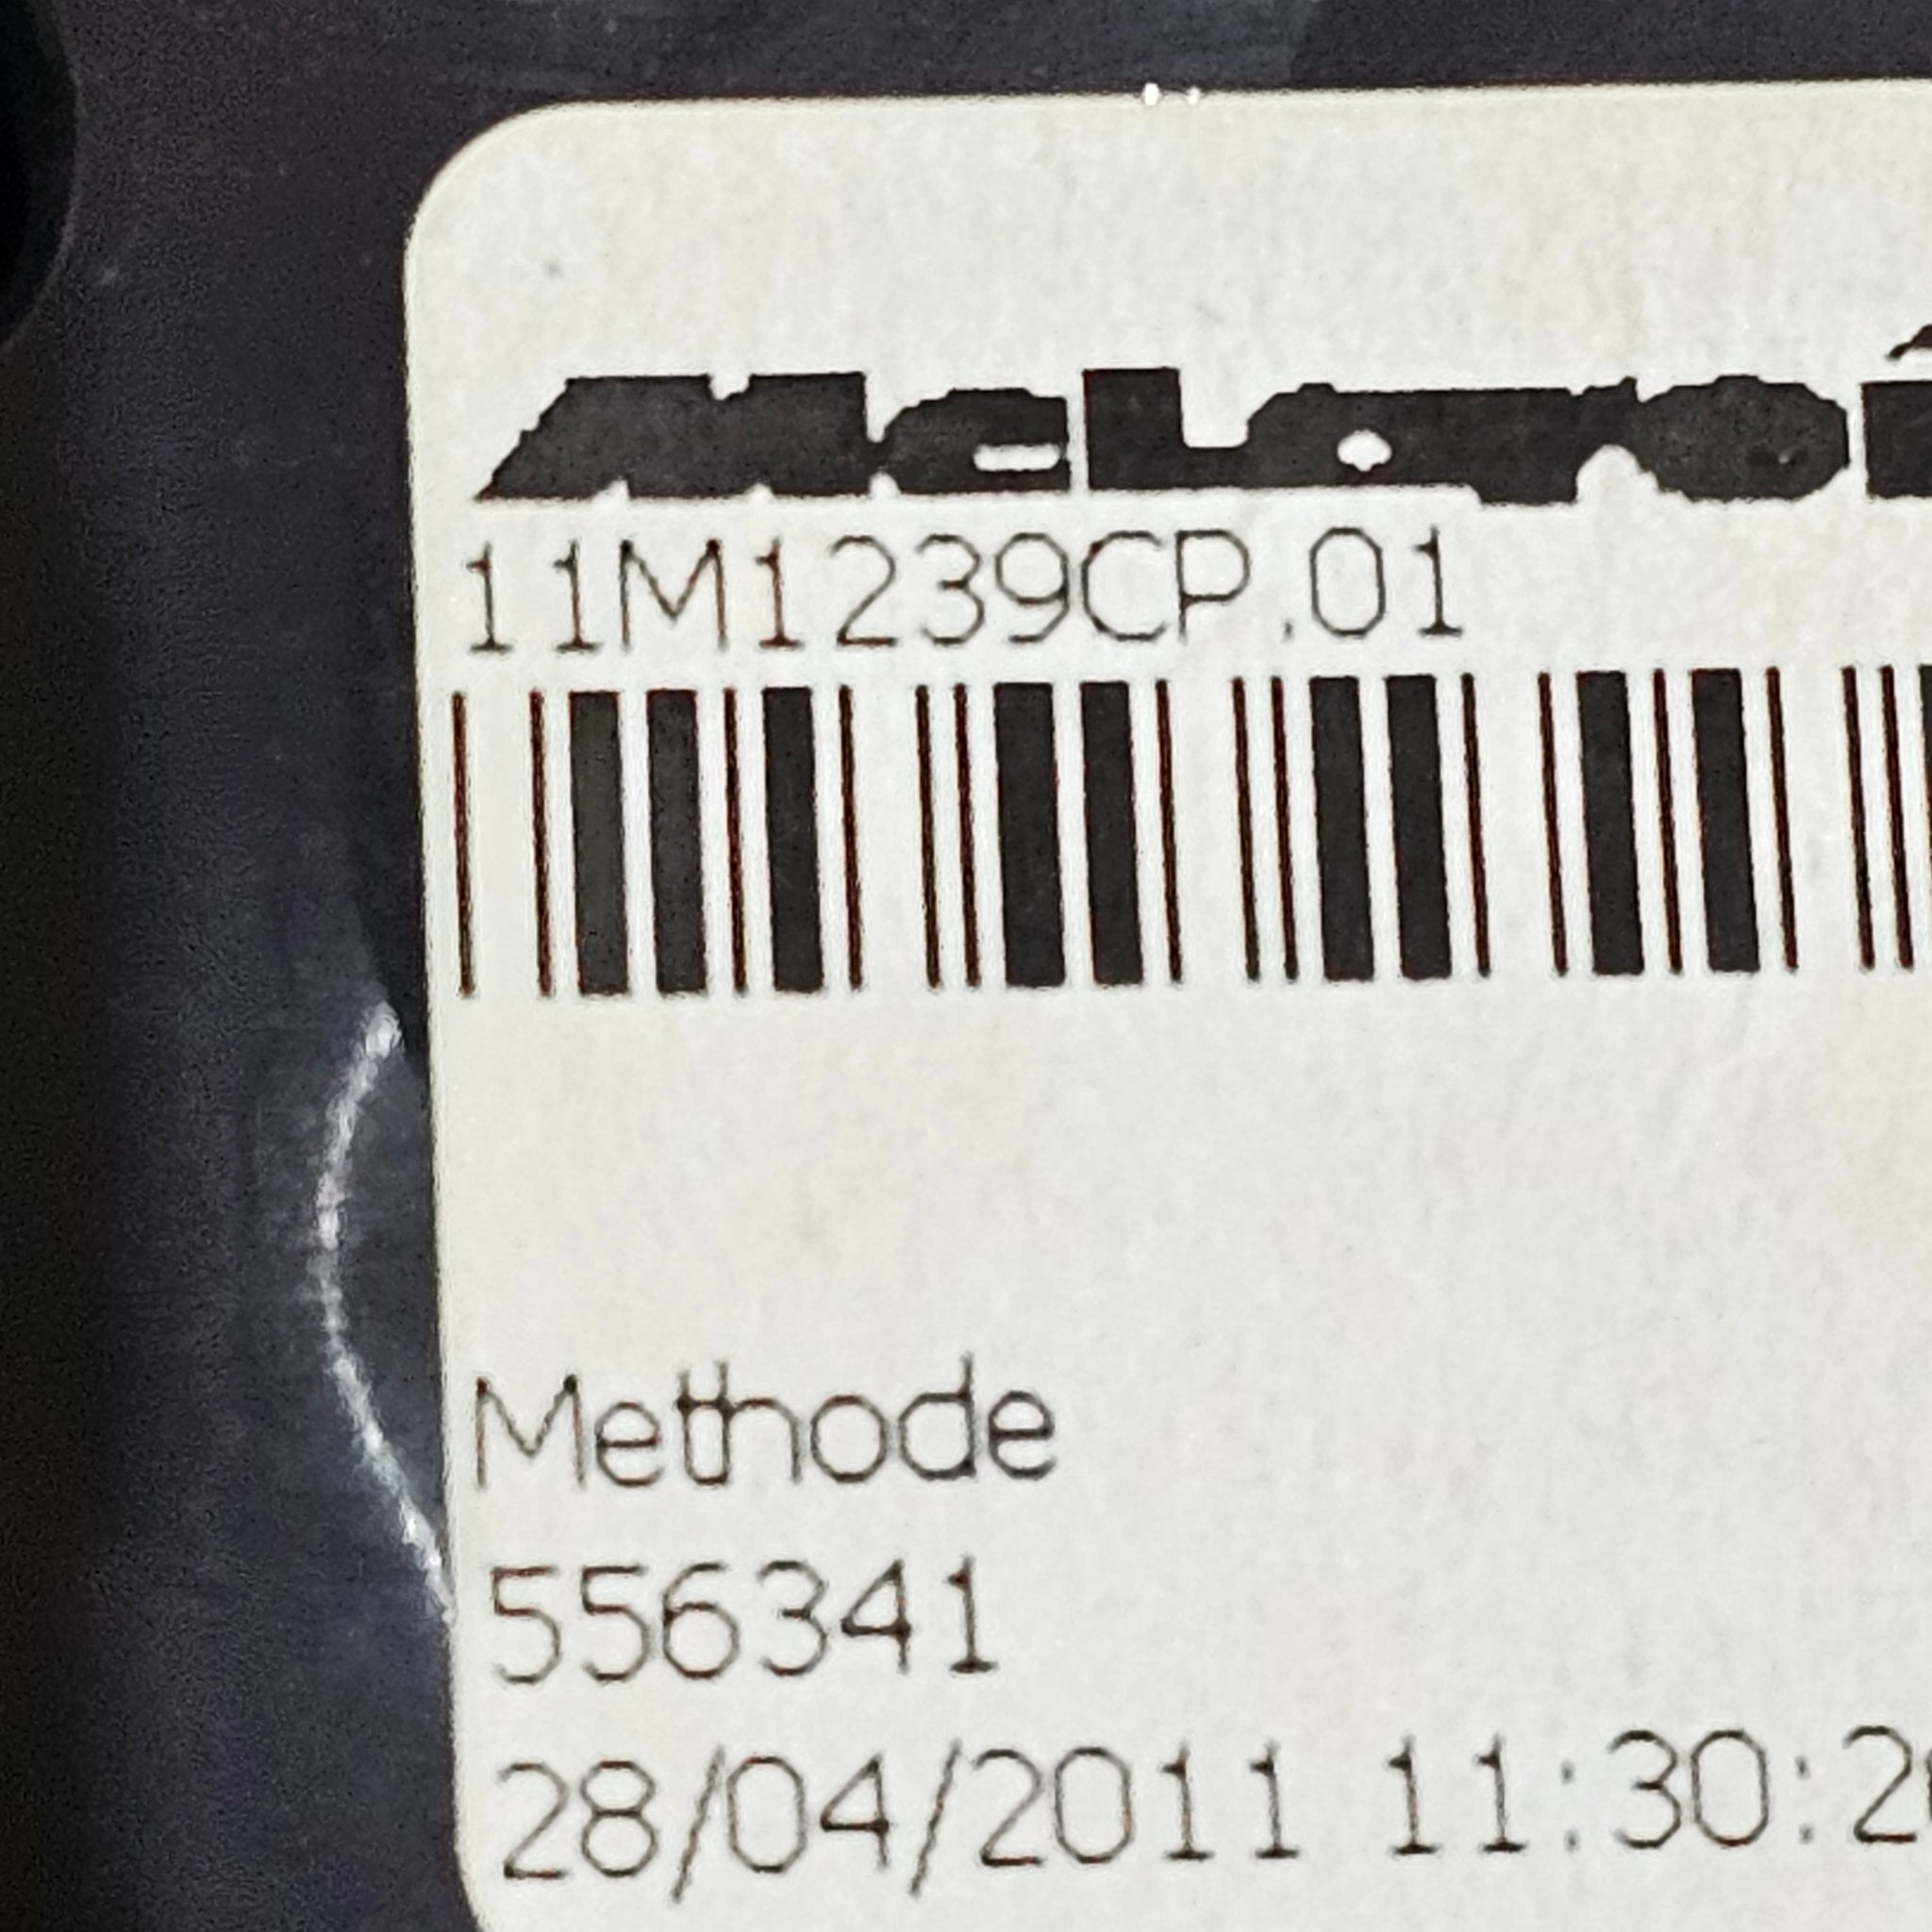 McLaren
11M1239CP.01
Methode
556341
28/04/2011 11:30:2